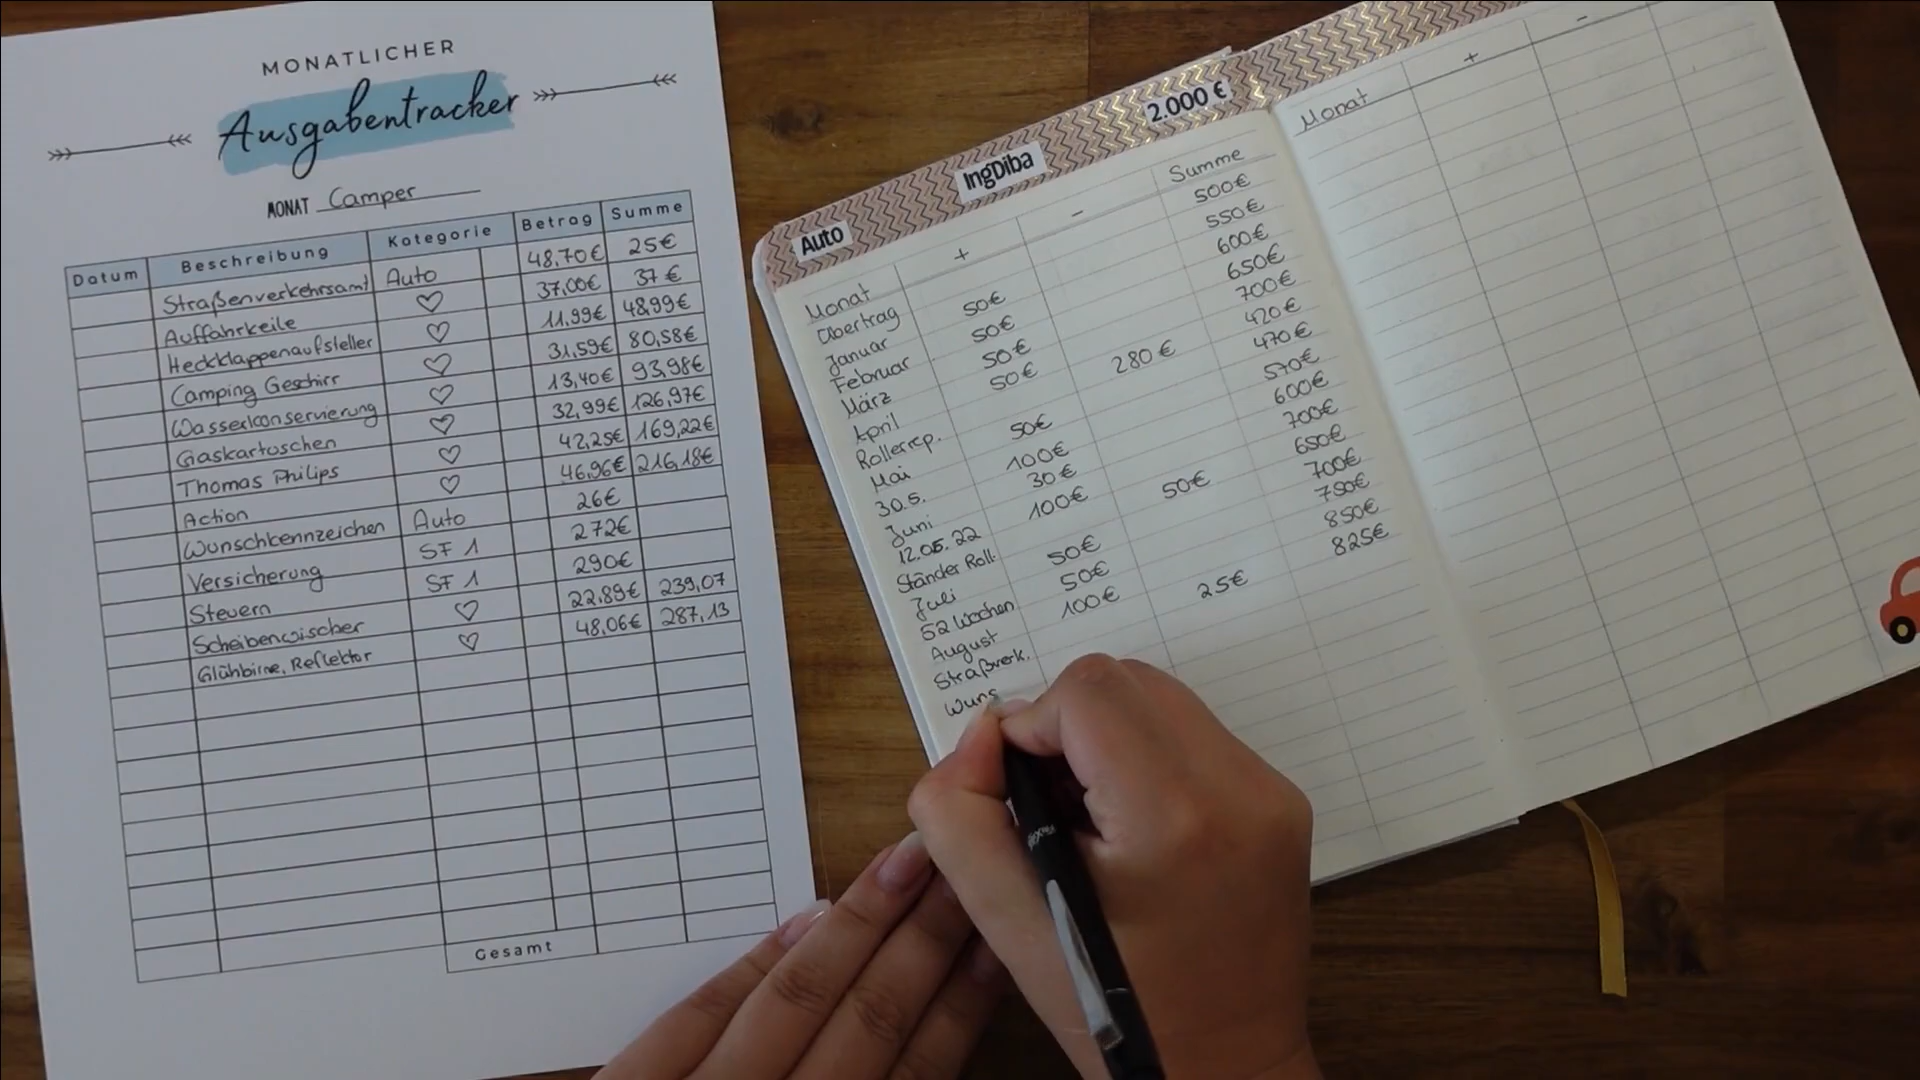 MONATLICHER
Ausgabentracker
MONAT Camper
Datum Beschreibung Kategorie Betrag Summe
Straßenverkehrsamt Auto 48,70€ 25€
Auffahrkeile ♡ 37,00€ 37€
Heckklappenaufsteller ♡ 11,99€ 48,99€
Camping Geschirr ♡ 31,59€ 80,58€
Wasserkonservierung ♡ 13,40€ 93,98€
Gaskartuschen ♡ 32,99€ 126,97€
Thomas Philips ♡ 42,25€ 169,22€
Action ♡ 46,96€ 216,18€
Wunschkennzeichen Auto 26€
Versicherung SF 1 272€
Steuern SF 1 290€
Scheibenwischer ♡ 22,89€ 239,07
Glühbirne, Reflektor ♡ 48,06€ 287,13
Gesamt
Auto IngDiba 2.000 €
Monat + - Summe
Übertrag 500€
Januar 50€ 550€
Februar 50€ 600€
März 50€ 650€
April 50€ 700€
Rollerrep. 280€ 420€
Mai 50€ 470€
30.5. 100€ 570€
Juni 30€ 600€
12.06.22 100€ 700€
Ständer Roll. 50€ 650€
Juli 50€ 700€
52 Wochen 50€ 750€
August 100€ 850€
Straßverk. 25€ 825€
Wuns
Monat + -